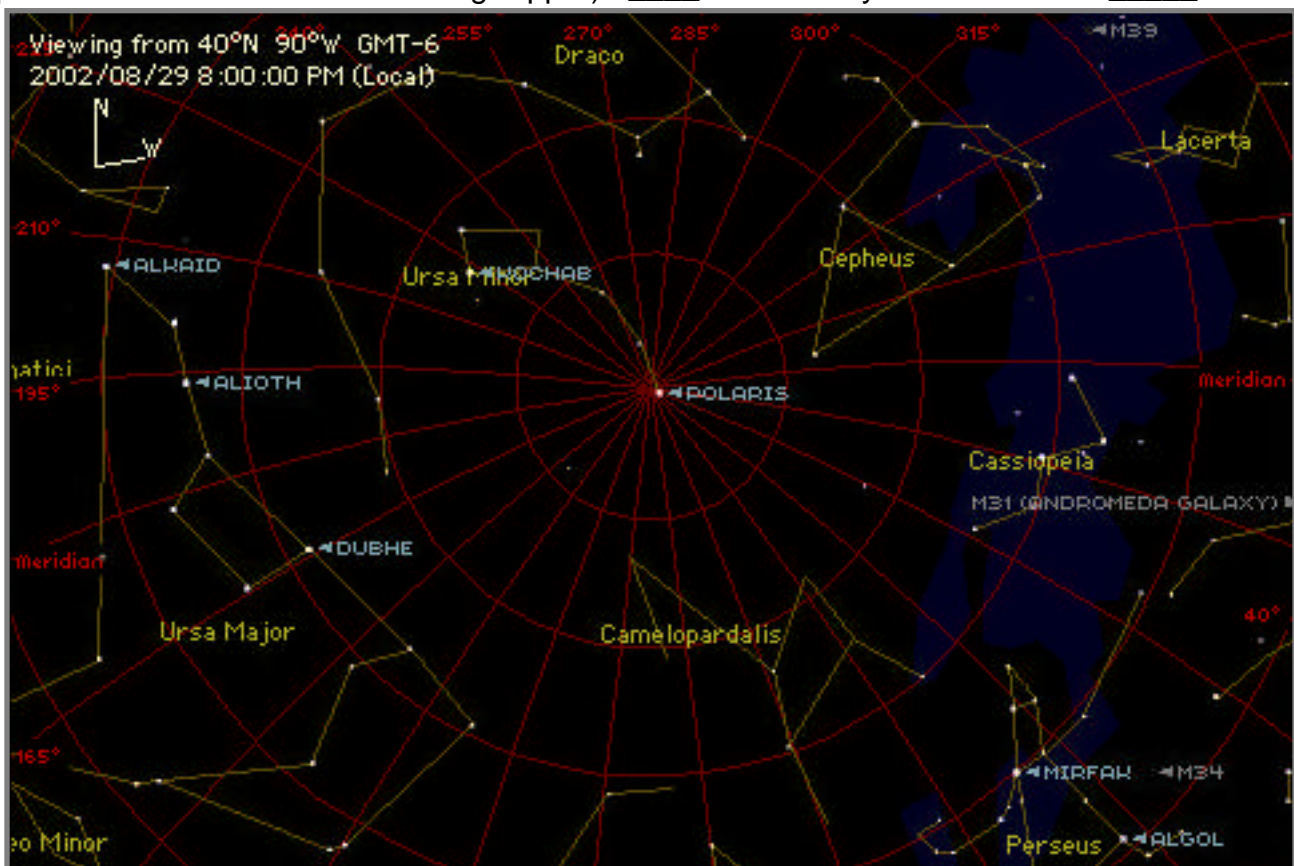 Viewing from 40°N 90°W GMT-6
2002/08/29 8:00:00 PM (Local)
255° 270° 285° 300° 315°
Draco
M39
N
W
Lacerta
210°
ALKAID
Ursa Minor
KOCHAB
Cepheus
195°
ALIOTH
POLARIS
meridian
Cassiopeia
M31 (ANDROMEDA GALAXY)
DUBHE
meridian
40°
Ursa Major
Camelopardalis
165°
MIRFAK
M34
eo Minor
Perseus
ALGOL